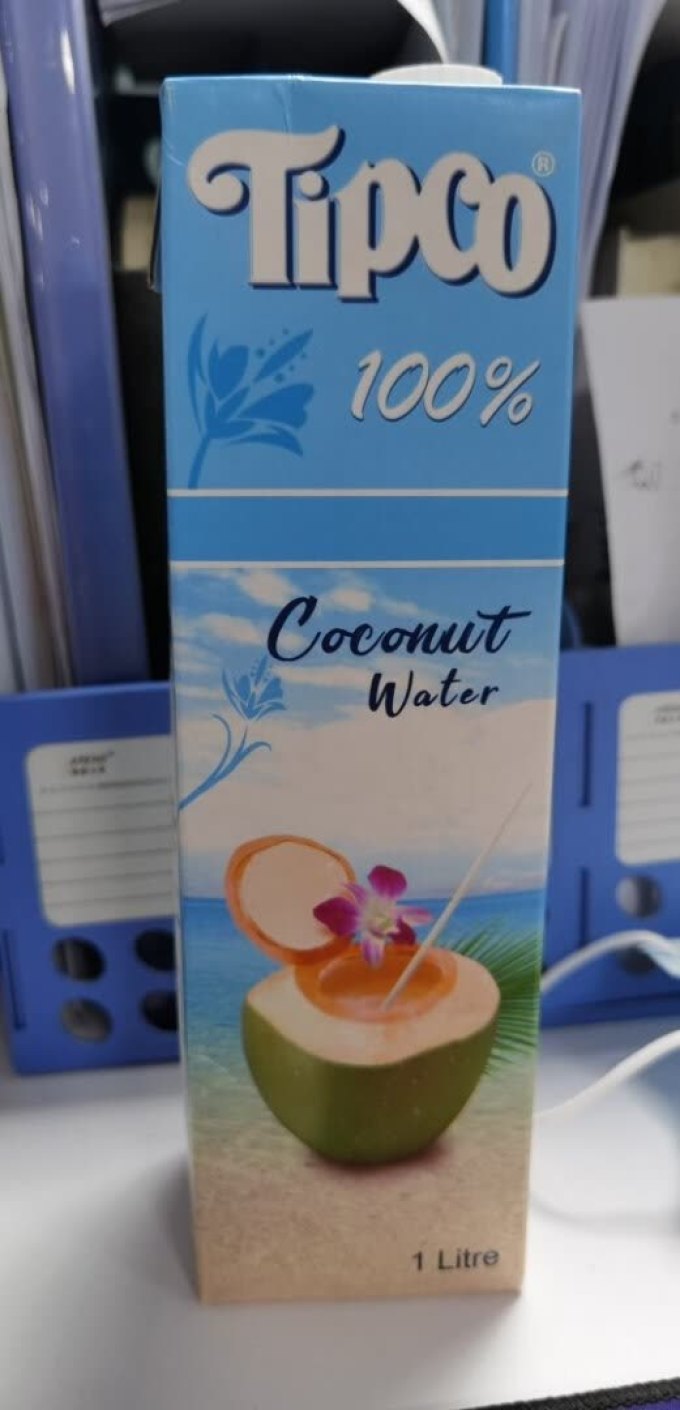 Tipco®
100%
Coconut
Water
1 Litre